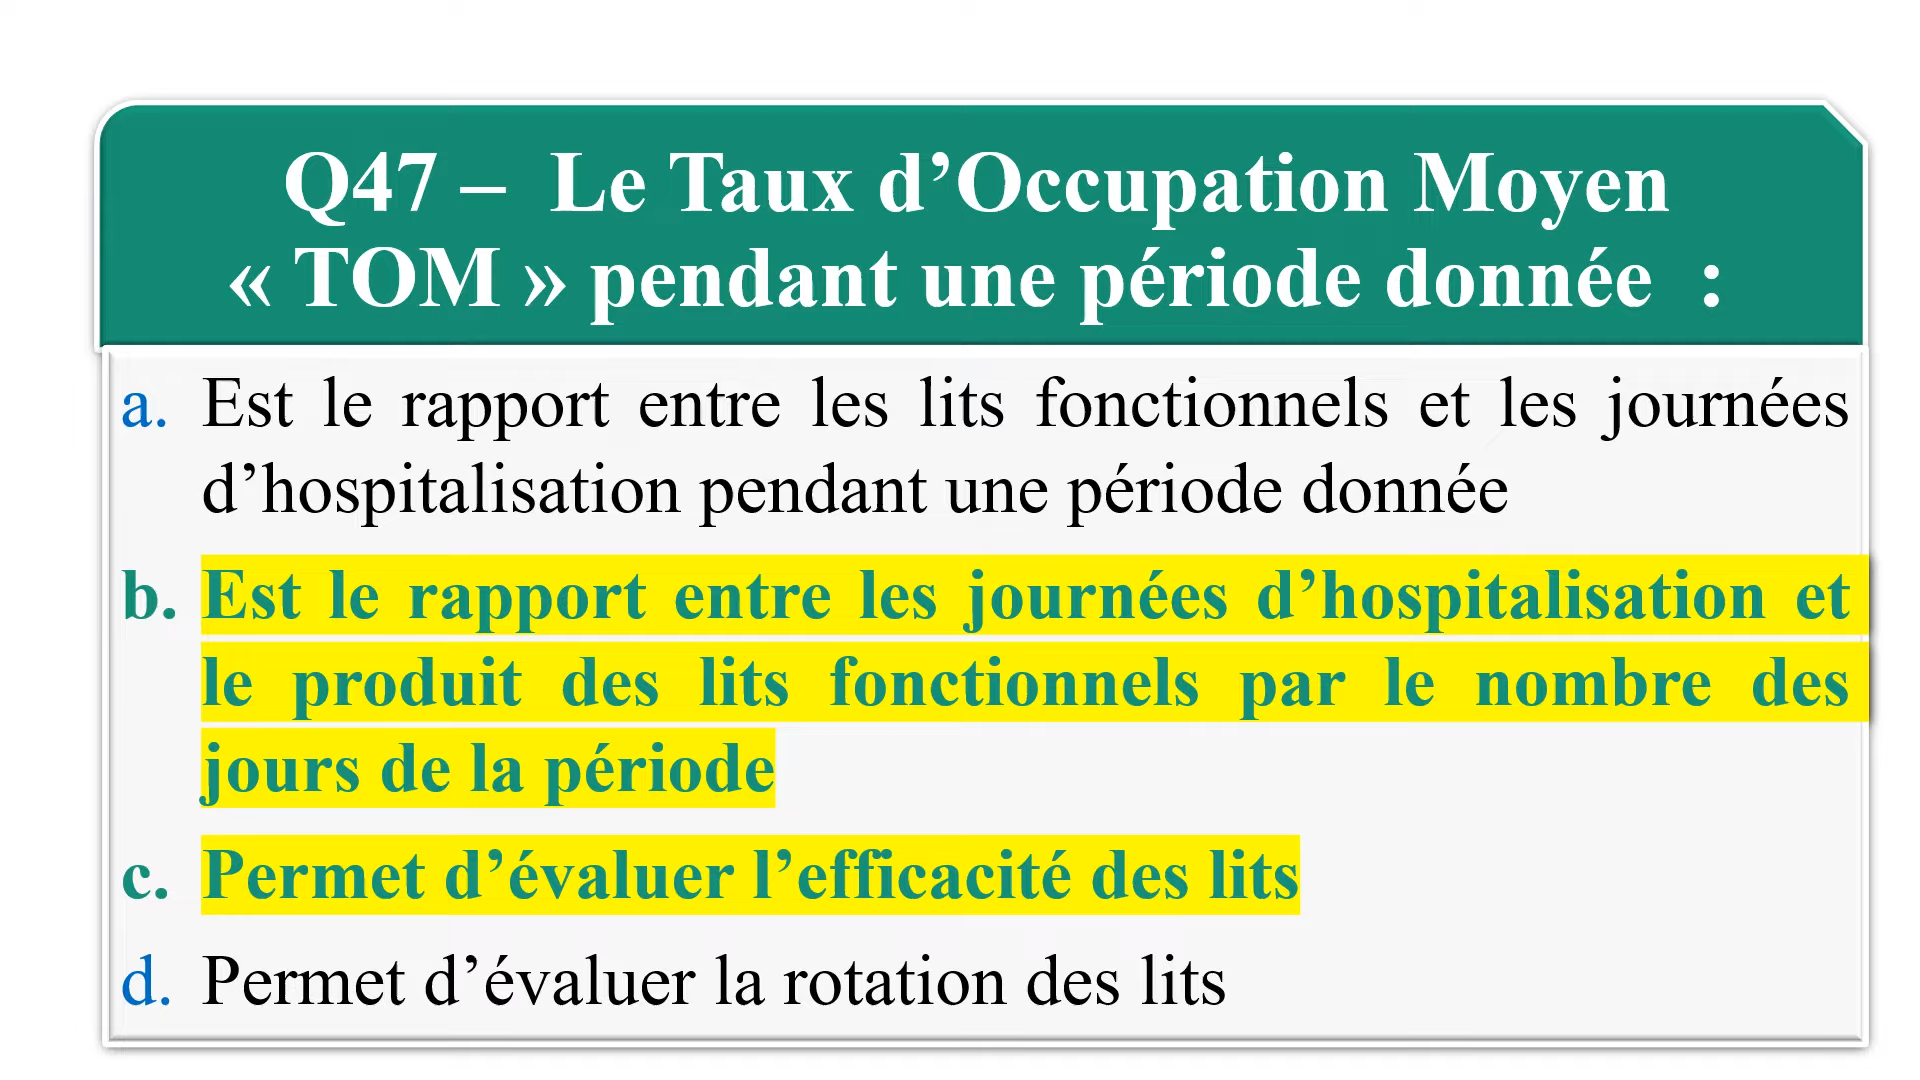 Q47 – Le Taux d’Occupation Moyen
« TOM » pendant une période donnée :
a. Est le rapport entre les lits fonctionnels et les journées
d’hospitalisation pendant une période donnée
b. Est le rapport entre les journées d’hospitalisation et
le produit des lits fonctionnels par le nombre des
jours de la période
c. Permet d’évaluer l’efficacité des lits
d. Permet d’évaluer la rotation des lits